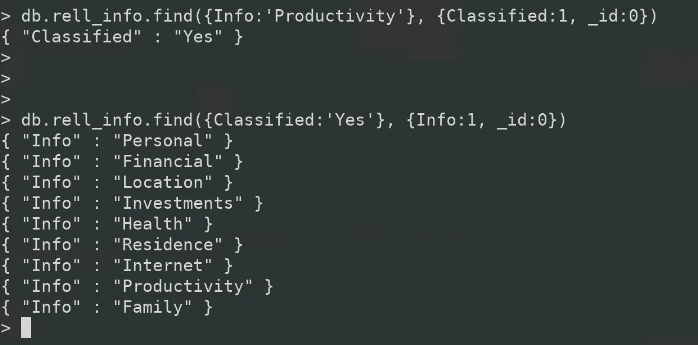 > db.rell_info.find({Info:'Productivity'}, {Classified:1, _id:0})
{ "Classified" : "Yes" }
>
>
>
> db.rell_info.find({Classified:'Yes'}, {Info:1, _id:0})
{ "Info" : "Personal" }
{ "Info" : "Financial" }
{ "Info" : "Location" }
{ "Info" : "Investments" }
{ "Info" : "Health" }
{ "Info" : "Residence" }
{ "Info" : "Internet" }
{ "Info" : "Productivity" }
{ "Info" : "Family" }
>